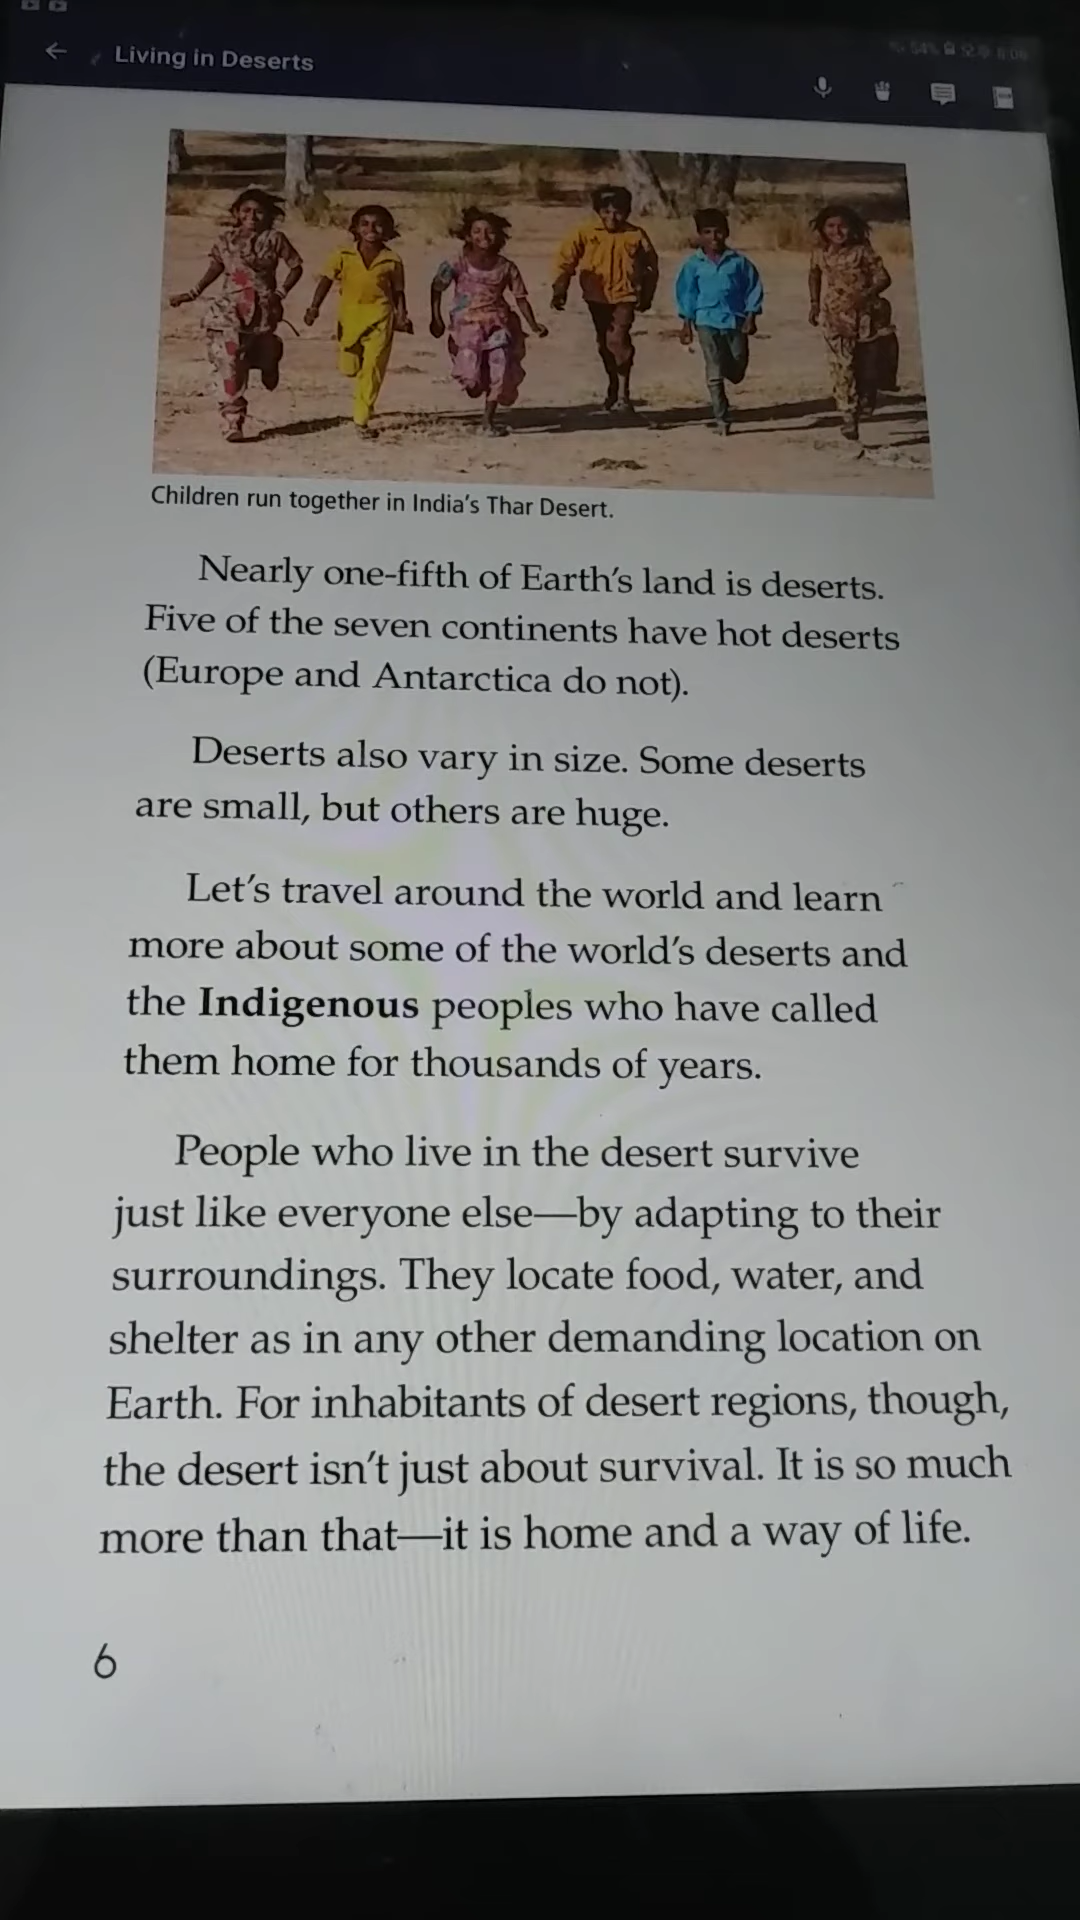 Living in Deserts
Children run together in India's Thar Desert.
Nearly one-fifth of Earth's land is deserts.
Five of the seven continents have hot deserts
(Europe and Antarctica do not).
Deserts also vary in size. Some deserts
are small, but others are huge.
Let's travel around the world and learn
more about some of the world's deserts and
the Indigenous peoples who have called
them home for thousands of years.
People who live in the desert survive
just like everyone else—by adapting to their
surroundings. They locate food, water, and
shelter as in any other demanding location on
Earth. For inhabitants of desert regions, though,
the desert isn't just about survival. It is so much
more than that—it is home and a way of life.
6